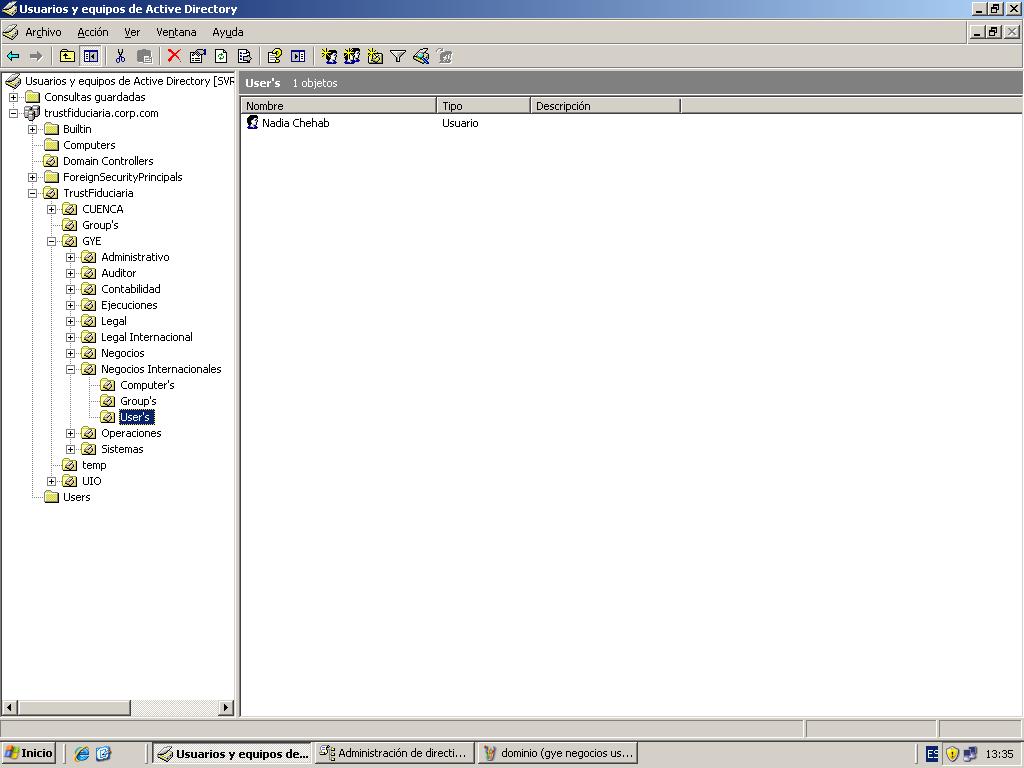 Usuarios y equipos de Active Directory
Archivo Acción Ver Ventana Ayuda
Usuarios y equipos de Active Directory [SVR
Consultas guardadas
trustfiduciaria.corp.com
Builtin
Computers
Domain Controllers
ForeignSecurityPrincipals
TrustFiduciaria
CUENCA
Group's
GYE
Administrativo
Auditor
Contabilidad
Ejecuciones
Legal
Legal Internacional
Negocios
Negocios Internacionales
Computer's
Group's
User's
Operaciones
Sistemas
temp
UIO
Users
User's 1 objetos
Nombre Tipo Descripción
Nadia Chehab Usuario
Inicio Usuarios y equipos de... Administración de directi... dominio (gye negocios us... ES 13:35